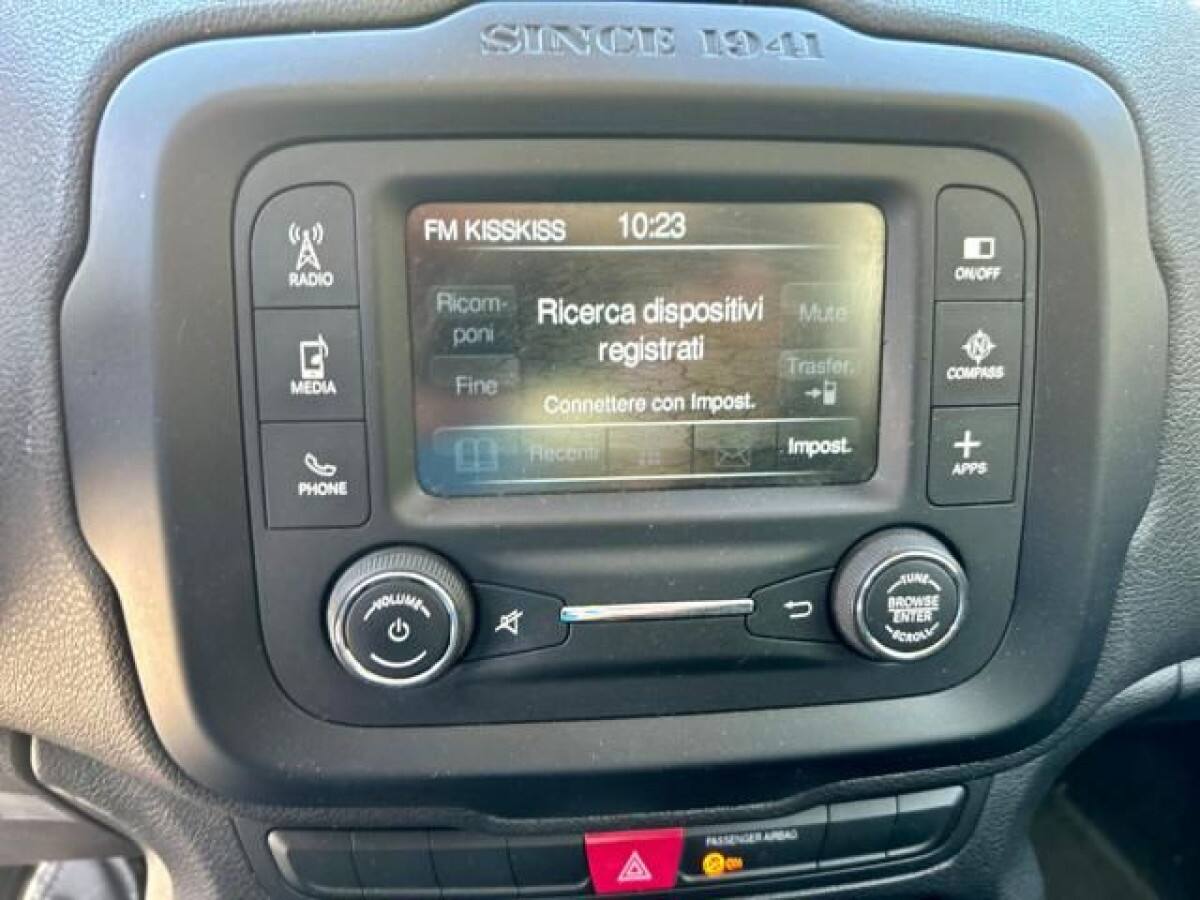 SINCE 1941
RADIO
MEDIA
PHONE
FM KISSKISS 10:23
Ricom-
poni
Fine
Ricerca dispositivi
registrati
Connettere con Impost.
Mute
Trasfer.
Recenti
Impost.
ON/OFF
N
COMPASS
APPS
VOLUME
TUNE
BROWSE
ENTER
SCROLL
PASSENGER AIRBAG
ON